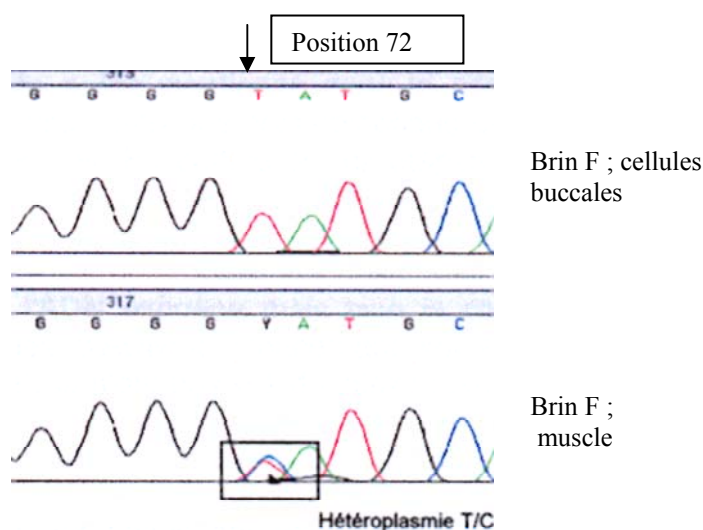 Position 72
313
G G G G T A T G C
Brin F ; cellules
buccales
317
G G G G Y A T G C
Brin F ;
muscle
Hétéroplasmie T/C